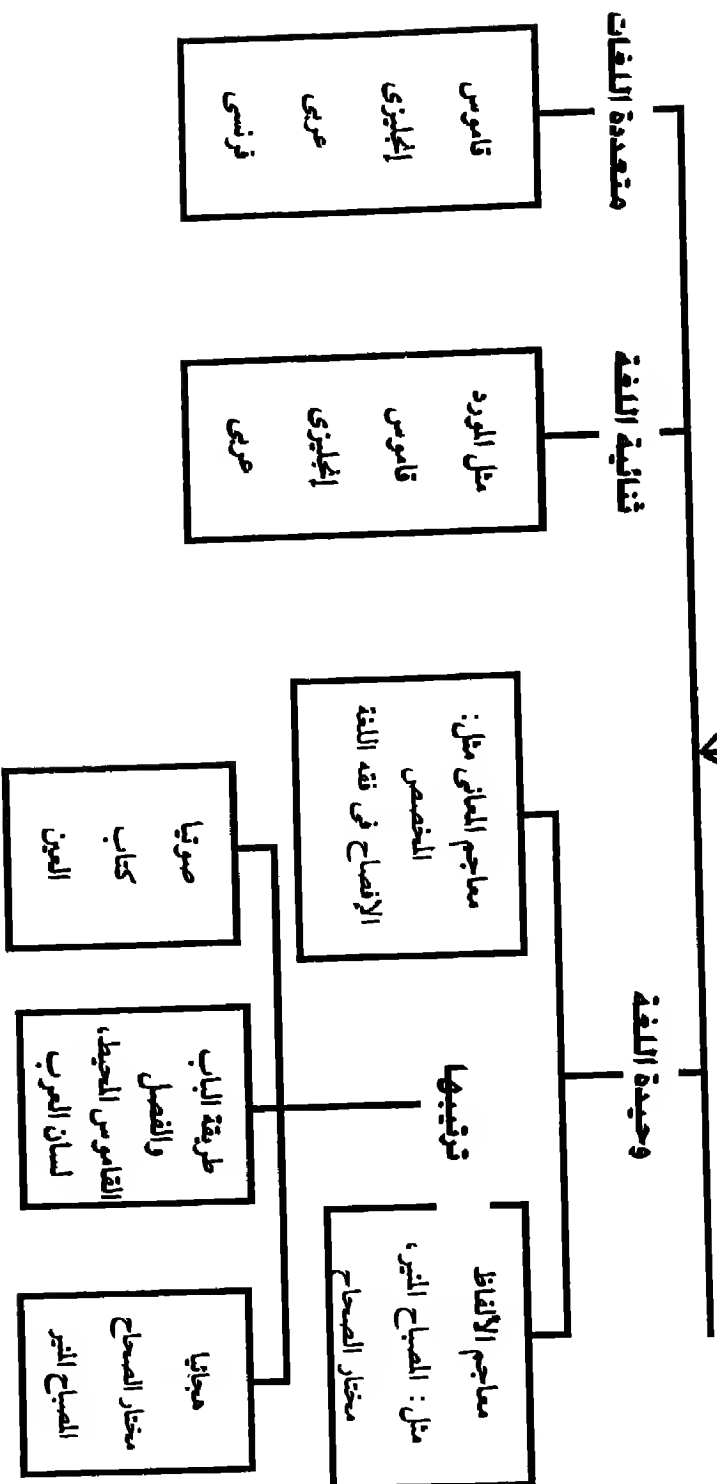 وحيدة اللغة
ثنائية اللغة
متعددة اللغات
معاجم الألفاظ
مثل: المصباح المنير،
مختار الصحاح
ترتيبها
معاجم المعانى مثل:
المخصص
الإفصاح فى فقه اللغة
مثل المورد
قاموس
إنجليزى
عربى
قاموس
إنجليزى
عربى
فرنسى
هجائيا
مختار الصحاح
المصباح المنير
طريقة الباب
والفصل
القاموس المحيط،
لسان العرب
صوتيا
كتاب
العين